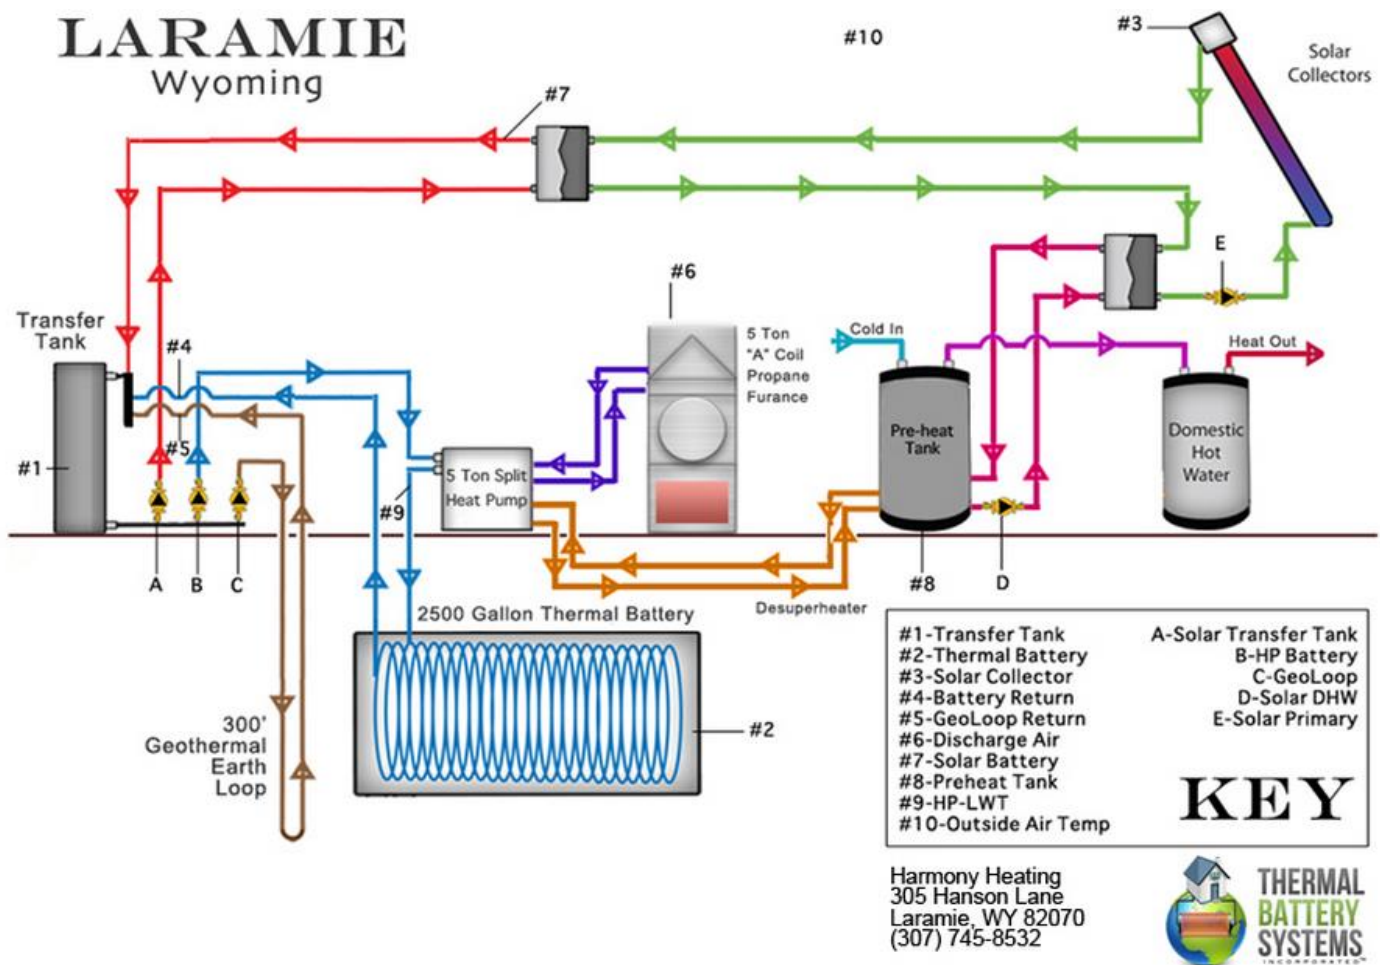 LARAMIE
Wyoming
#10
#3
Solar
Collectors
#7
E
#6
Transfer
Tank
#4
5 Ton
"A" Coil
Propane
Furance
Cold In
Heat Out
#5
#1
5 Ton Split
Heat Pump
#9
Pre-heat
Tank
Domestic
Hot
Water
A
B
C
#8
D
Desuperheater
2500 Gallon Thermal Battery
#2
300'
Geothermal
Earth
Loop
#1-Transfer Tank
#2-Thermal Battery
#3-Solar Collector
#4-Battery Return
#5-GeoLoop Return
#6-Discharge Air
#7-Solar Battery
#8-Preheat Tank
#9-HP-LWT
#10-Outside Air Temp
A-Solar Transfer Tank
B-HP Battery
C-GeoLoop
D-Solar DHW
E-Solar Primary
KEY
Harmony Heating
305 Hanson Lane
Laramie, WY 82070
(307) 745-8532
THERMAL
BATTERY
SYSTEMS
INCORPORATED™